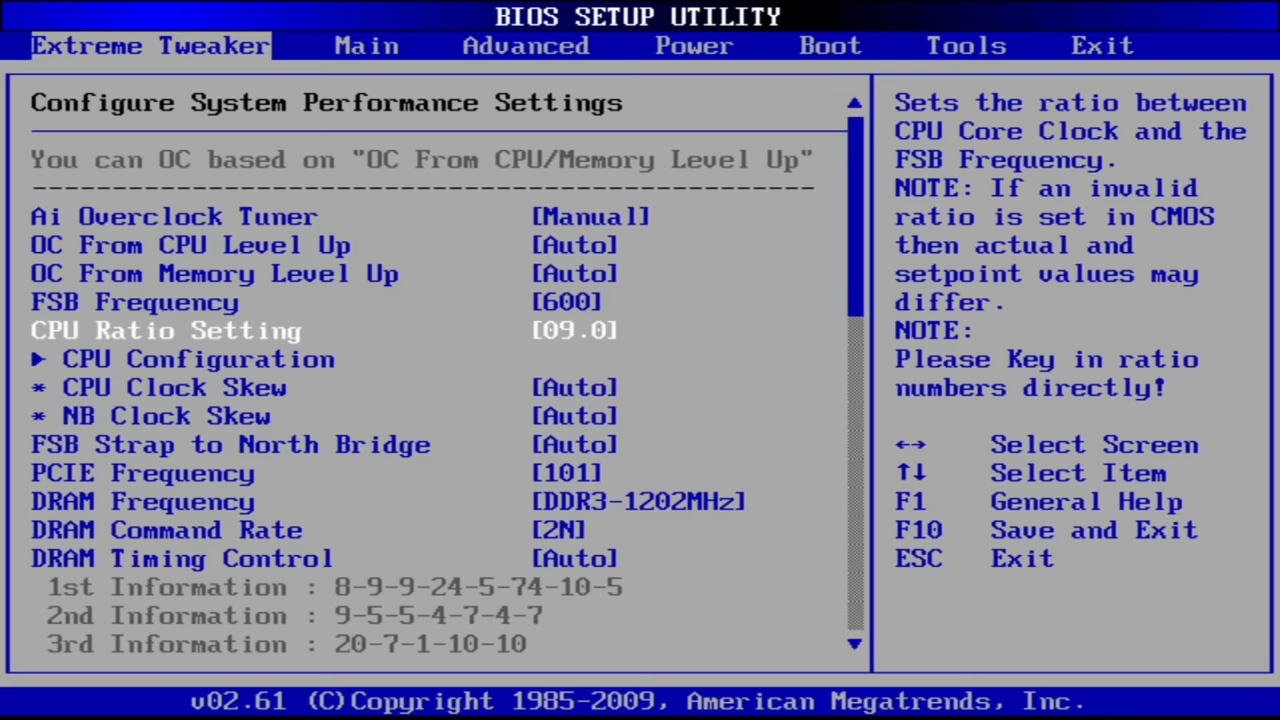 BIOS SETUP UTILITY
Extreme Tweaker Main Advanced Power Boot Tools Exit
Configure System Performance Settings
You can OC based on "OC From CPU/Memory Level Up"
-------------------------------------------------
Ai Overclock Tuner [Manual]
OC From CPU Level Up [Auto]
OC From Memory Level Up [Auto]
FSB Frequency [600]
CPU Ratio Setting [09.0]
► CPU Configuration
* CPU Clock Skew [Auto]
* NB Clock Skew [Auto]
FSB Strap to North Bridge [Auto]
PCIE Frequency [101]
DRAM Frequency [DDR3-1202MHz]
DRAM Command Rate [2N]
DRAM Timing Control [Auto]
1st Information : 8-9-9-24-5-74-10-5
2nd Information : 9-5-5-4-7-4-7
3rd Information : 20-7-1-10-10
Sets the ratio between
CPU Core Clock and the
FSB Frequency.
NOTE: If an invalid
ratio is set in CMOS
then actual and
setpoint values may
differ.
NOTE:
Please Key in ratio
numbers directly!
↔ Select Screen
↑↓ Select Item
F1 General Help
F10 Save and Exit
ESC Exit
v02.61 (C)Copyright 1985-2009, American Megatrends, Inc.